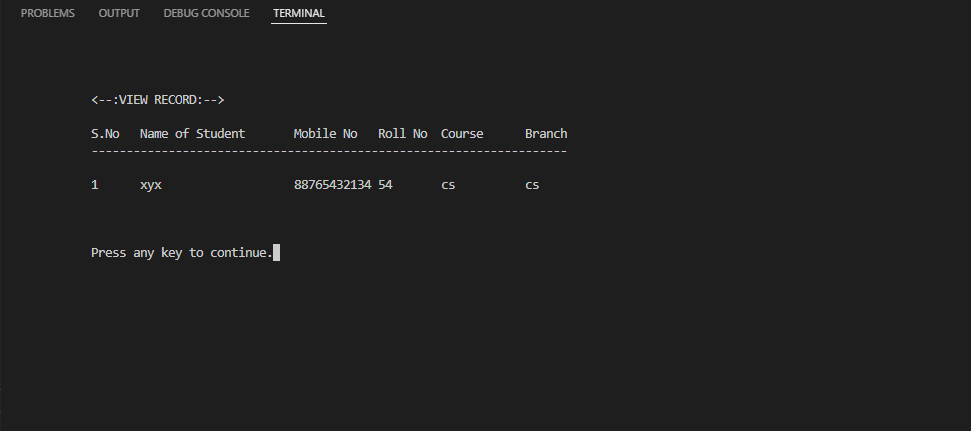 PROBLEMS OUTPUT DEBUG CONSOLE TERMINAL
<--:VIEW RECORD:-->
S.No Name of Student Mobile No Roll No Course Branch
--------------------------------------------------------------------
1 xyx 88765432134 54 cs cs
Press any key to continue.